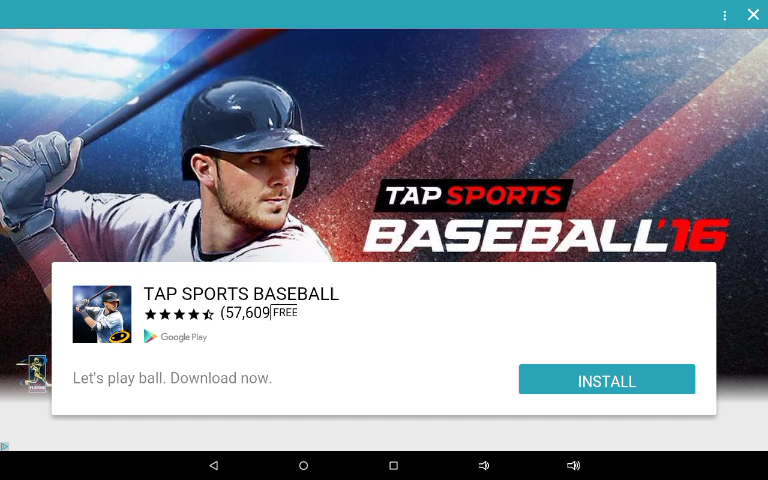 TAP SPORTS
BASEBALL'16
TAP SPORTS BASEBALL
(57,609 FREE
Google Play
Let's play ball. Download now.
INSTALL